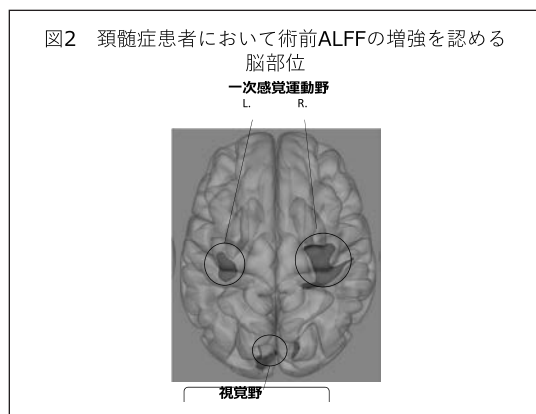 図2　頚髄症患者において術前ALFFの増強を認める
脳部位
一次感覚運動野
L. R.
視覚野